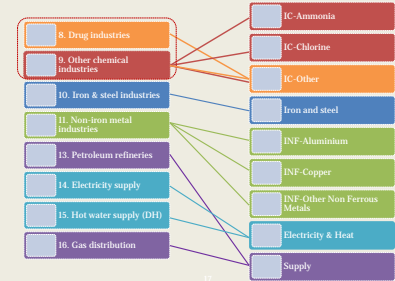 8. Drug industries
9. Other chemical
industries
10. Iron & steel industries
11. Non-iron metal
industries
13. Petroleum refineries
14. Electricity supply
15. Hot water supply (DH)
16. Gas distribution
IC-Ammonia
IC-Chlorine
IC-Other
Iron and steel
INF-Aluminium
INF-Copper
INF-Other Non Ferrous
Metals
Electricity & Heat
Supply